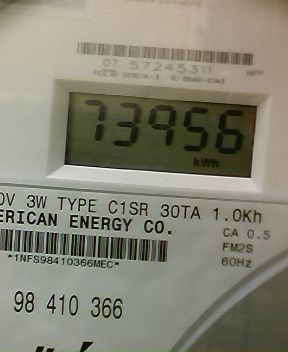 07 57245311
73956
kWh
0V 3W TYPE C1SR 30TA 1.0Kh
ERICAN ENERGY CO.
CA 0.5
FM2S
*1NFS98410366MEC*
60Hz
98 410 366